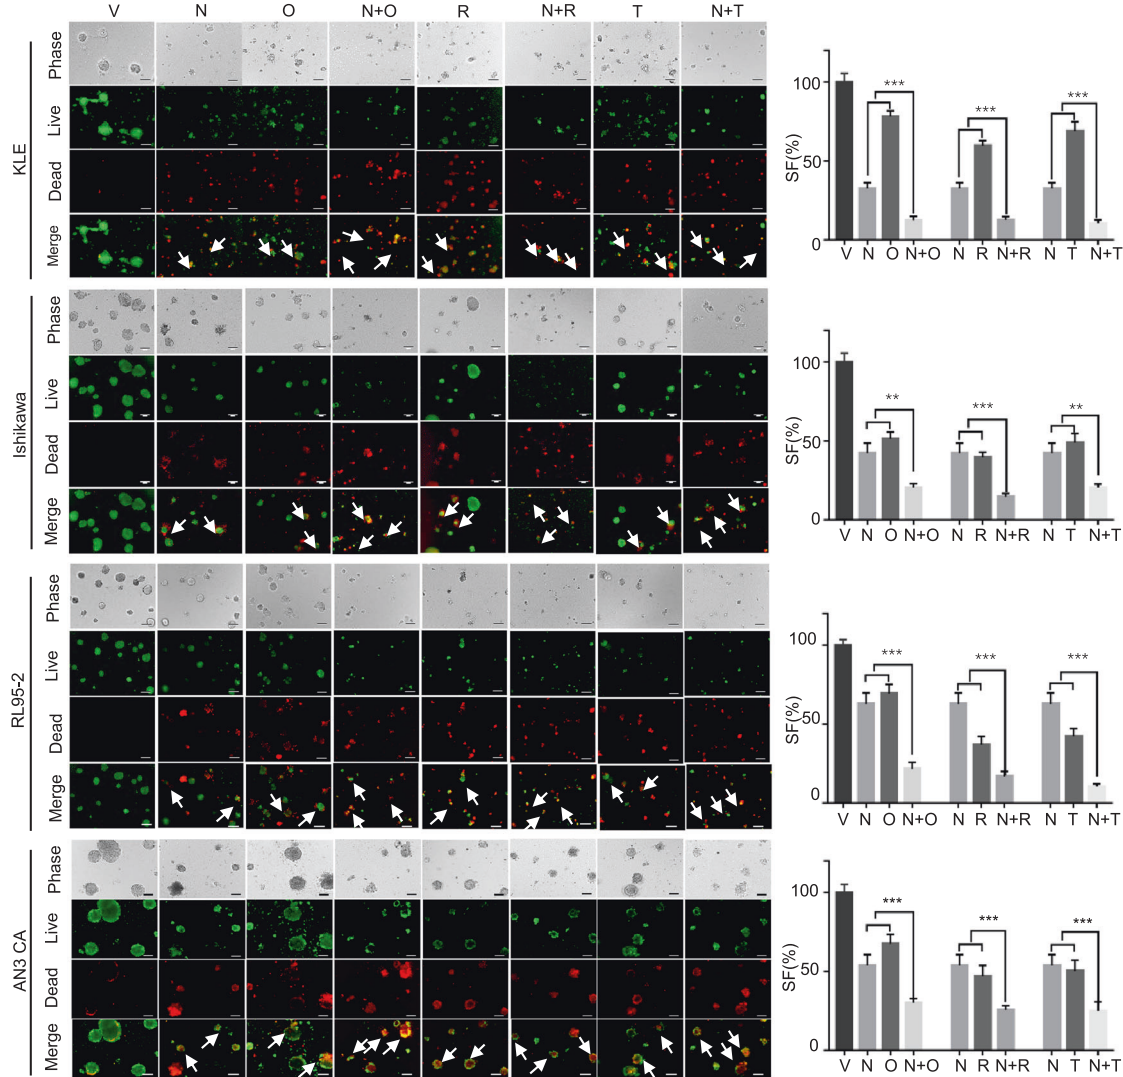 V N O N+O R N+R T N+T
KLE
Phase
Live
Dead
Merge
SF(%)
100
50
0
*** *** ***
V N O N+O N R N+R N T N+T
Ishikawa
Phase
Live
Dead
Merge
SF(%)
100
50
0
** *** **
V N O N+O N R N+R N T N+T
RL95-2
Phase
Live
Dead
Merge
SF(%)
100
50
0
*** *** ***
V N O N+O N R N+R N T N+T
AN3 CA
Phase
Live
Dead
Merge
SF(%)
100
50
0
*** *** ***
V N O N+O N R N+R N T N+T